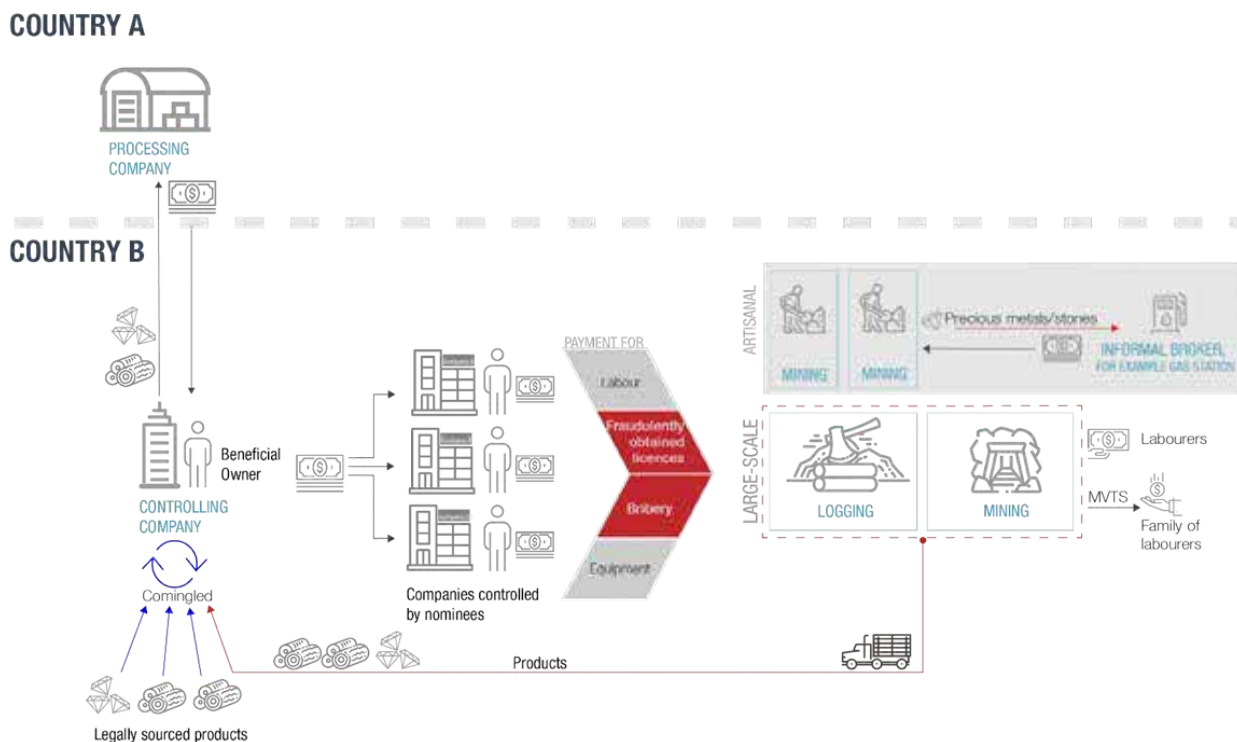 COUNTRY A
PROCESSING
COMPANY
COUNTRY B
Beneficial
Owner
CONTROLLING
COMPANY
Comingled
Legally sourced products
Companies controlled
by nominees
PAYMENT FOR
Labour
Fraudulently
obtained
licences
Bribery
Equipment
Products
ARTISANAL
MINING
MINING
Precious metals/stones
INFORMAL BROKER,
FOR EXAMPLE GAS STATION
LARGE-SCALE
LOGGING
MINING
Labourers
MVTS
Family of
labourers